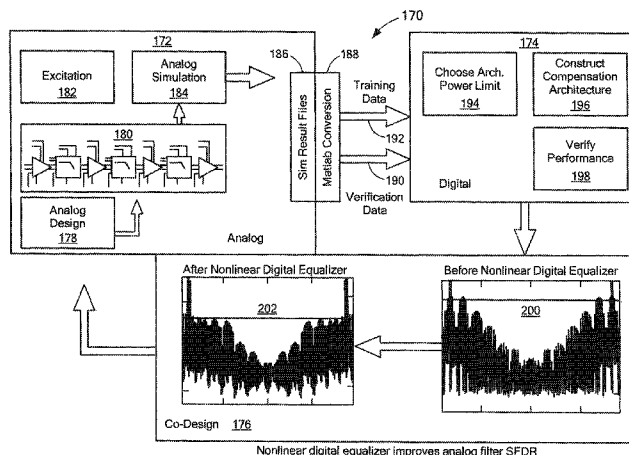 170
172
Excitation
182
Analog
Simulation
184
180
Analog
Design
178
Analog
186
188
Sim Result Files
Matlab Conversion
Training
Data
192
190
Verification
Data
174
Choose Arch.
Power Limit
194
Construct
Compensation
Architecture
196
Verify
Performance
198
Digital
After Nonlinear Digital Equalizer
202
Before Nonlinear Digital Equalizer
200
Co-Design 176
Nonlinear digital equalizer improves analog filter SFDR